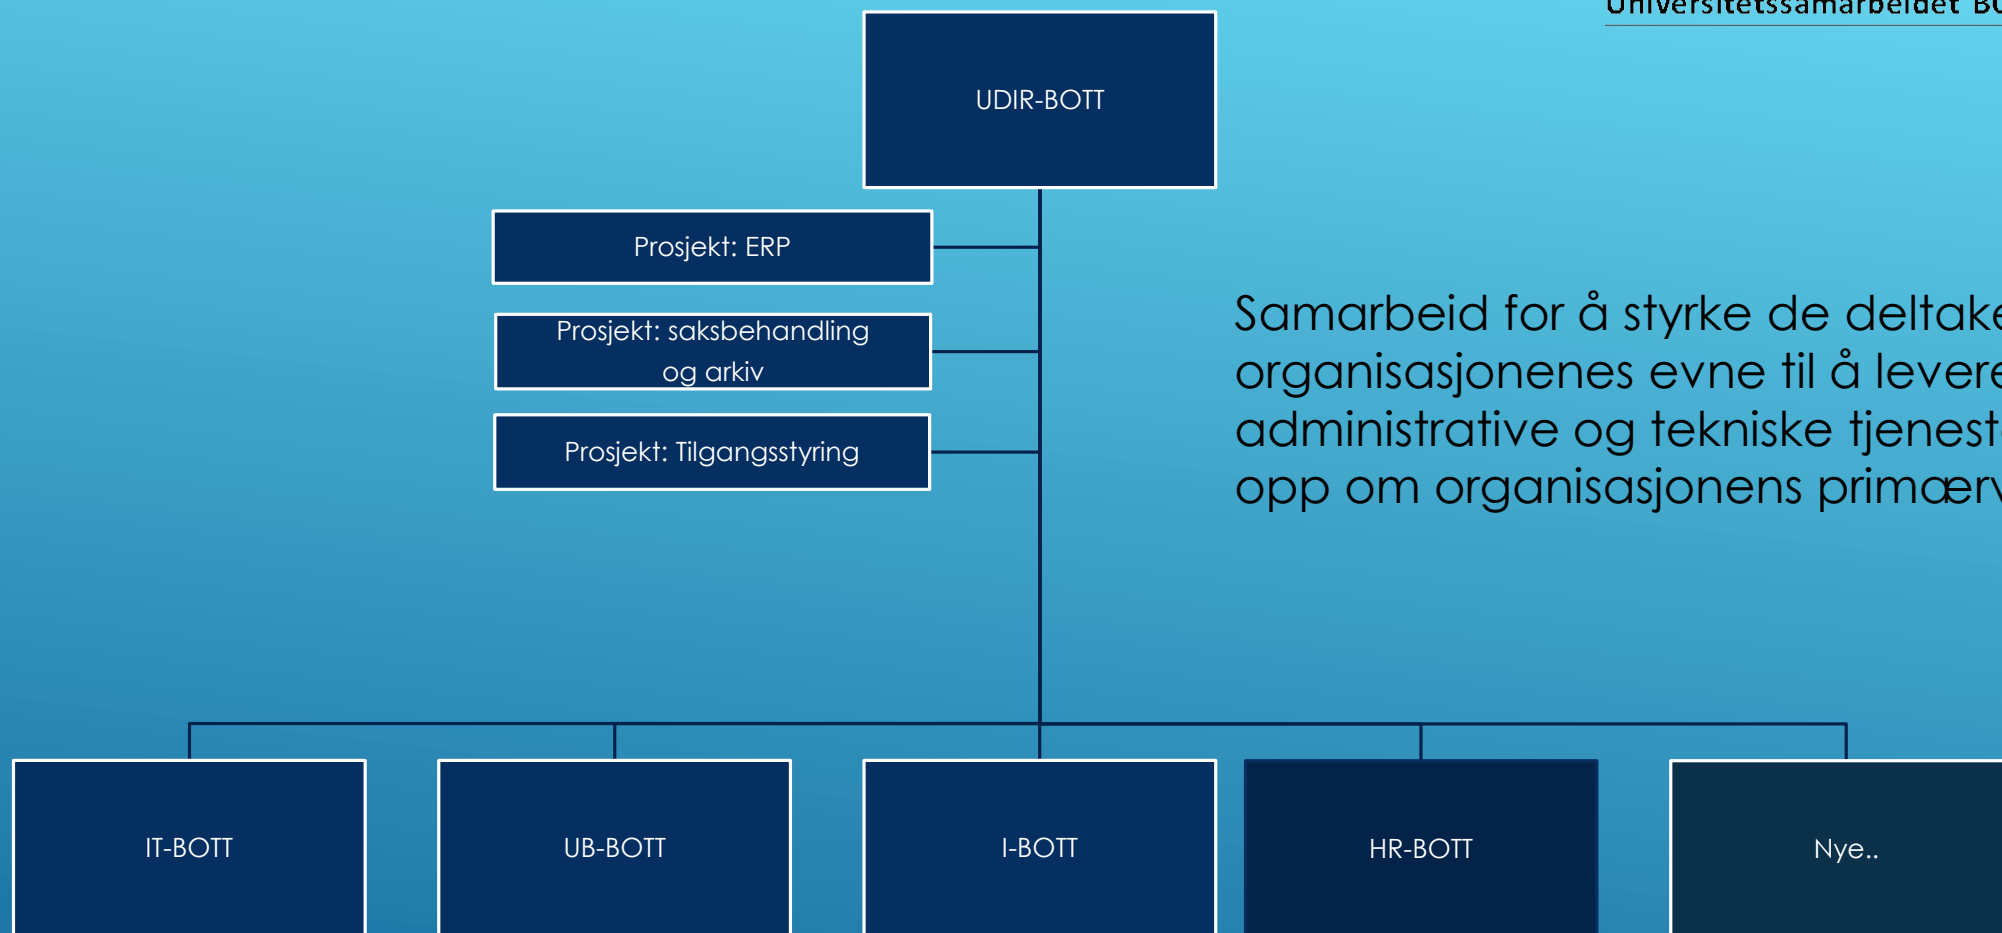 Universitetssamarbeidet
UDIR-BOTT
Prosjekt: ERP
Prosjekt: saksbehandling
og arkiv
Prosjekt: Tilgangsstyring
Samarbeid for å styrke de
organisasjonenes evne til å levere
administrative og tekniske
opp om organisasjonens
IT-BOTT
UB-BOTT
I-BOTT
HR-BOTT
Nye..